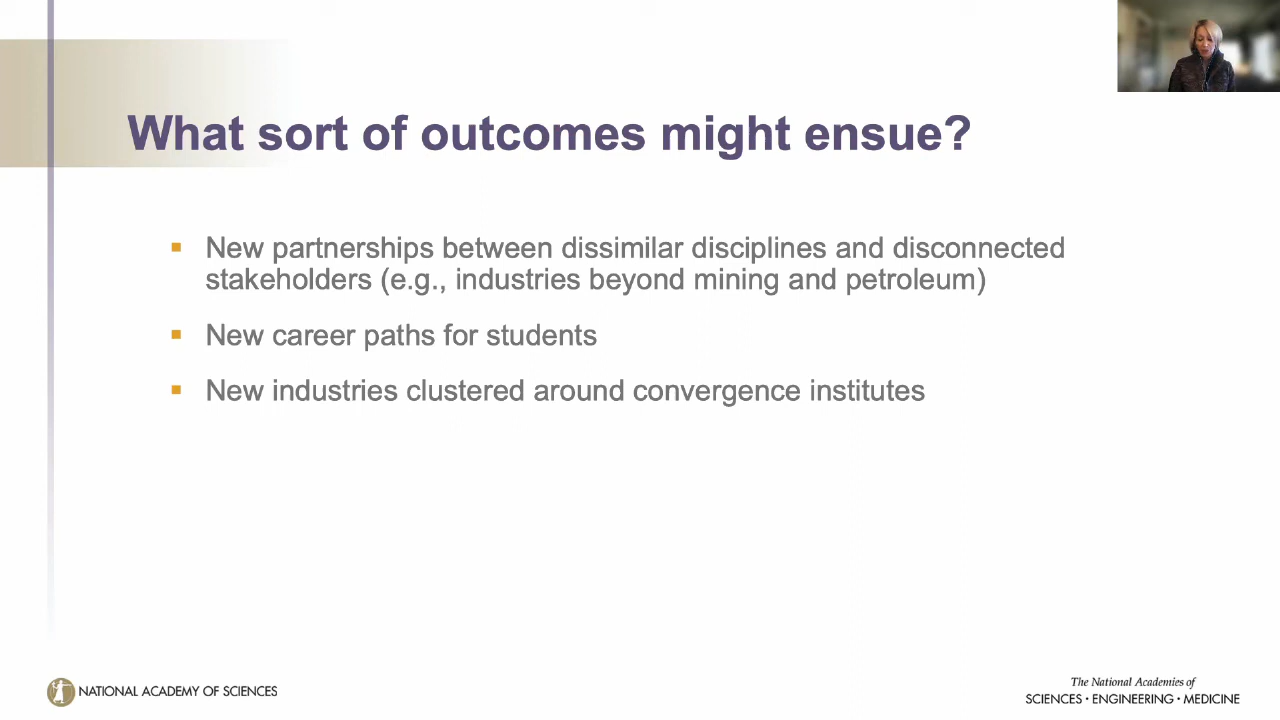 What sort of outcomes might ensue?
▪ New partnerships between dissimilar disciplines and disconnected
stakeholders (e.g., industries beyond mining and petroleum)
▪ New career paths for students
▪ New industries clustered around convergence institutes
NATIONAL ACADEMY OF SCIENCES
The National Academies of
SCIENCES • ENGINEERING • MEDICINE